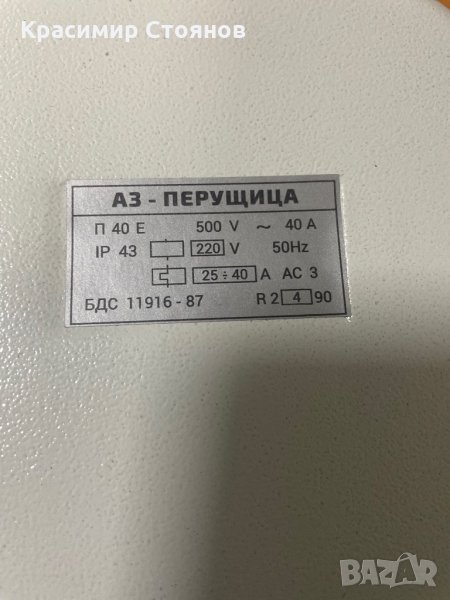 Красимир Стоянов
АЗ - ПЕРУЩИЦА
П 40 Е 500 V ~ 40 A
IP 43 220 V 50Hz
25 ÷ 40 A AC 3
БДС 11916 - 87 R 2 4 90
BAZAR